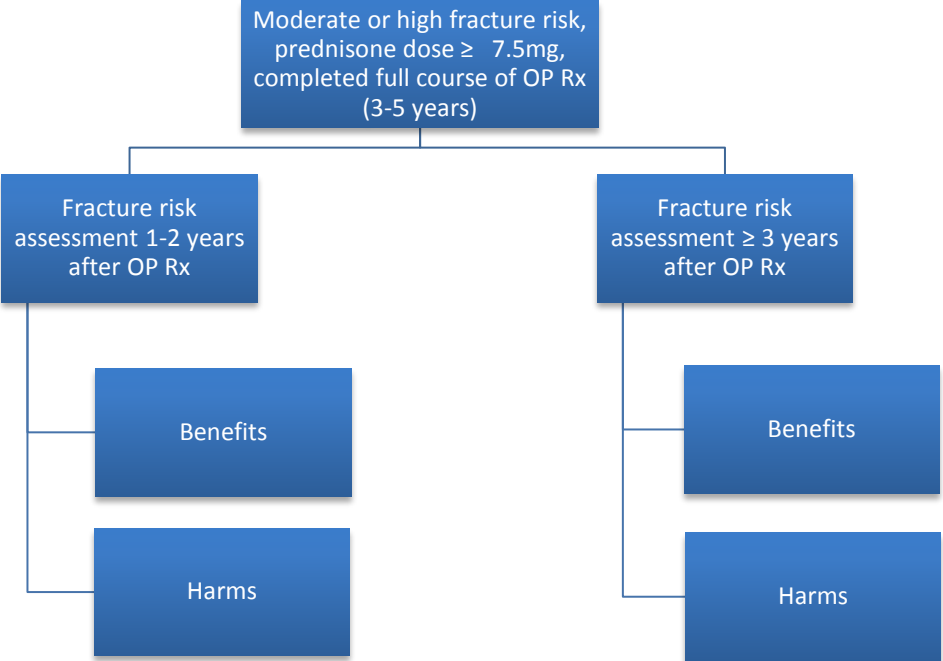 Moderate or high fracture risk,
prednisone dose ≥ 7.5mg,
completed full course of OP Rx
(3-5 years)
Fracture risk
assessment 1-2 years
after OP Rx
Benefits
Harms
Fracture risk
assessment ≥ 3 years
after OP Rx
Benefits
Harms